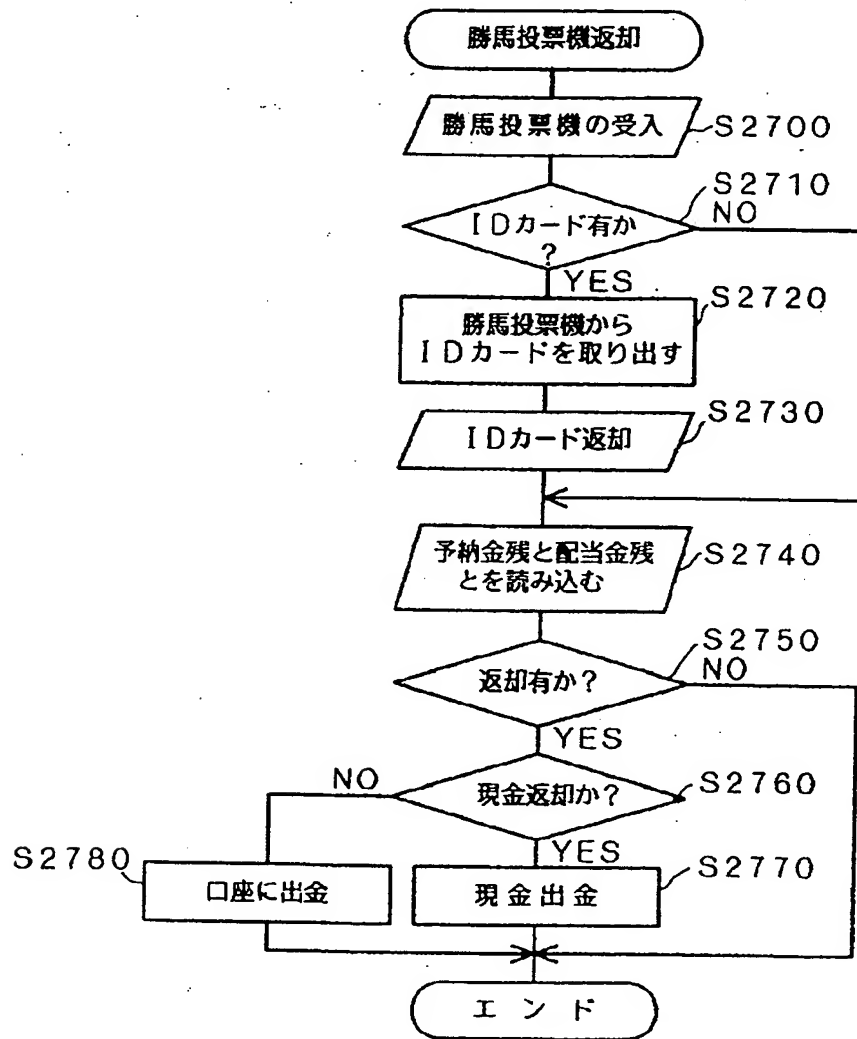 勝馬投票機返却
勝馬投票機の受入
S2700
S2710
IDカード有か
?
NO
YES
S2720
勝馬投票機から
IDカードを取り出す
S2730
IDカード返却
予納金残と配当金残
とを読み込む
S2740
S2750
返却有か?
NO
YES
NO
現金返却か?
S2760
YES
S2780
S2770
口座に出金
現金出金
エンド